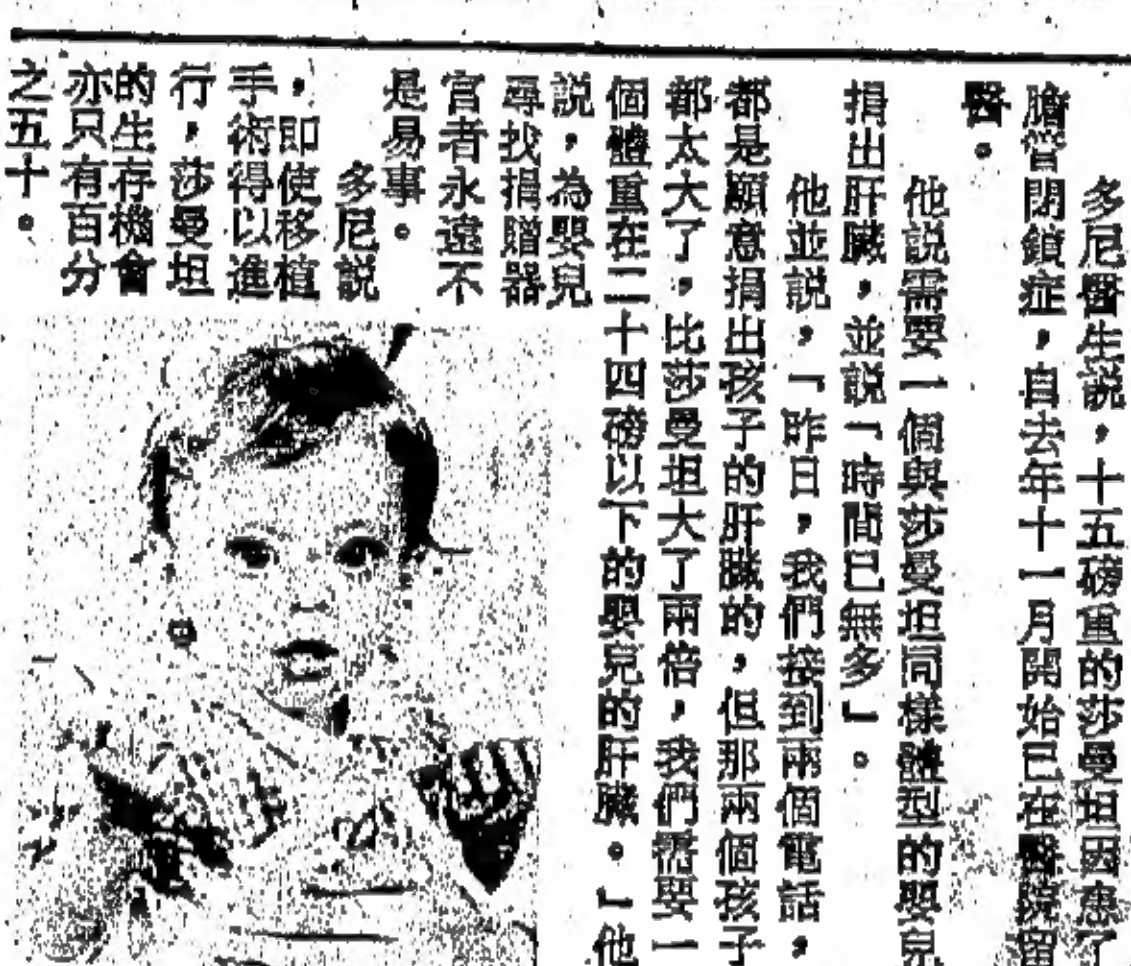 多尼醫生説，十五磅重的莎曼坦因患了
膽管閉鎖症，自去年十一月開始已在醫院留
醫。
他説需要一個與莎曼坦同樣體型的嬰兒
捐出肝臟，並説「時間已無多」。
他並説，「昨日，我們接到兩個電話，
都是願意捐出孩子的肝臟的，但那兩個孩子
都太大了，比莎曼坦大了兩倍，我們需要一
個體重在二十四磅以下的嬰兒的肝臟。」他
説，為嬰兒
尋找捐贈器
官者永遠不
是易事。
多尼説
，即使移植
手術得以進
行，莎曼坦
的生存機會
亦只有百分
之五十。